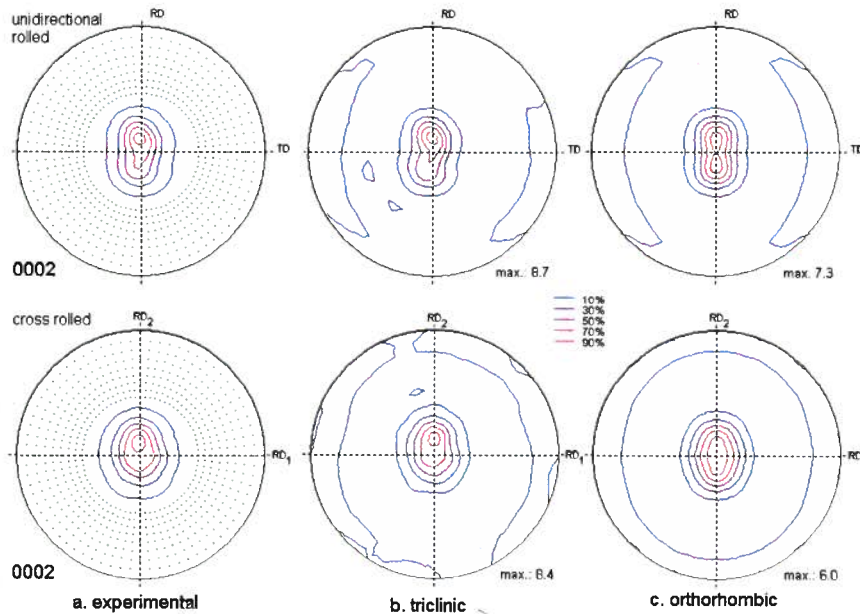 unidirectional
rolled
RD
RD
RD
TD
TD
TD
0002
max.: 8.7
max.: 7.3
cross rolled
RD2
RD2
RD2
10%
30%
50%
70%
90%
RD1
RD1
RD
0002
max.: 8.4
max.: 6.0
a. experimental
b. triclinic
c. orthorhombic